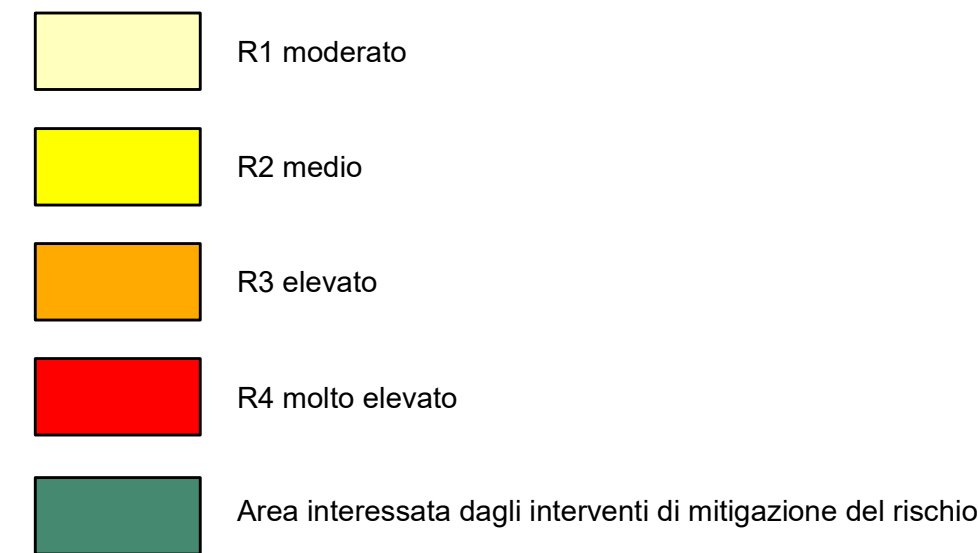 R1 moderato
R2 medio
R3 elevato
R4 molto elevato
Area interessata dagli interventi di mitigazione del rischio